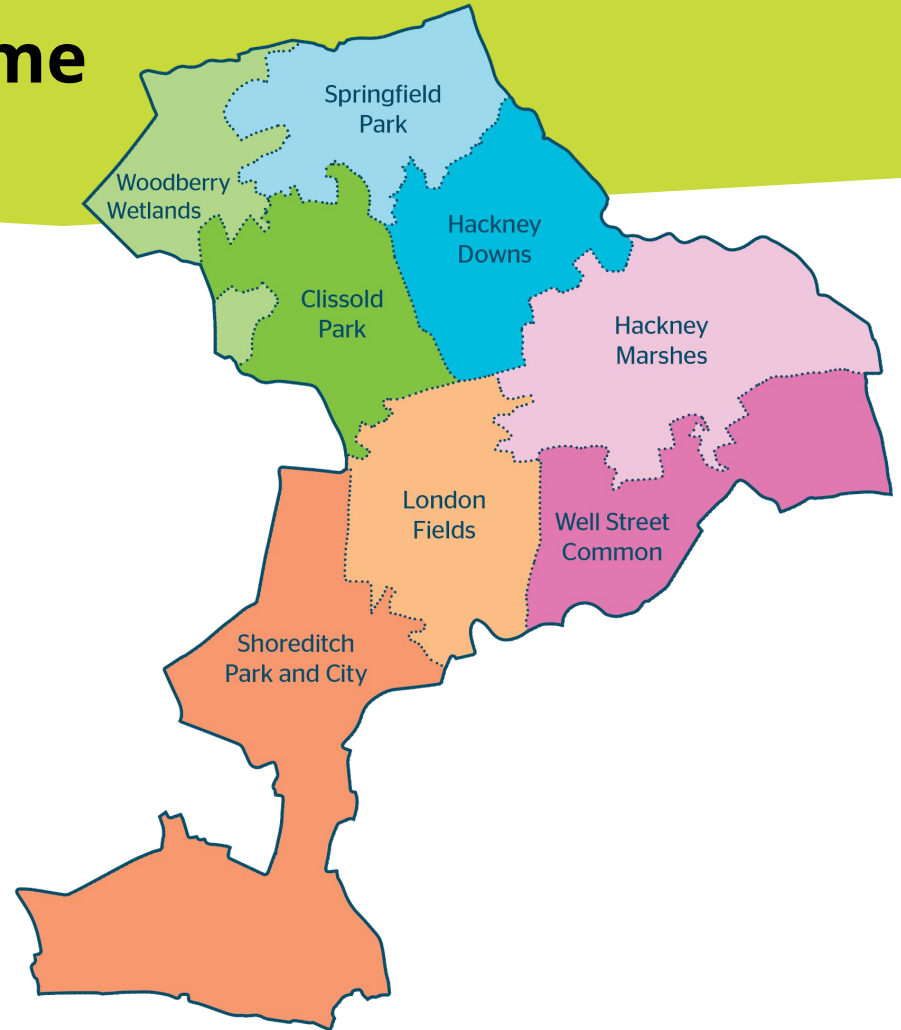 me
Springfield
Park
Woodberry
Wetlands
Hackney
Downs
Clissold
Park
Hackney
Marshes
London
Fields
Well Street
Common
Shoreditch
Park and City